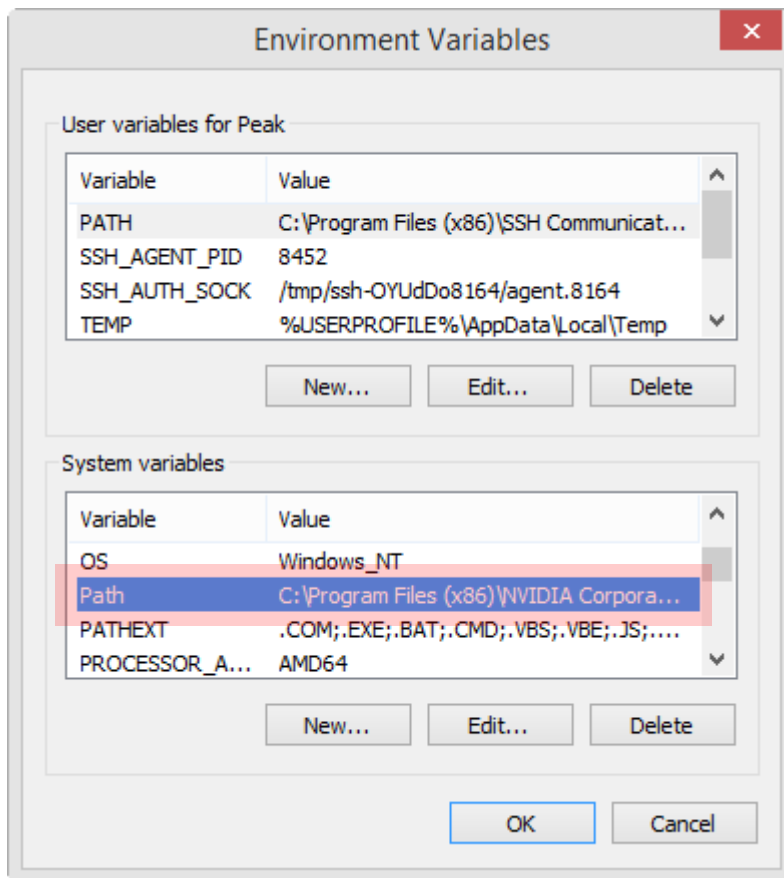 Environment Variables
User variables for Peak
Variable Value
PATH C:\Program Files (x86)\SSH Communicat...
SSH_AGENT_PID 8452
SSH_AUTH_SOCK /tmp/ssh-OYUdDo8164/agent.8164
TEMP %USERPROFILE%\AppData\Local\Temp
New... Edit... Delete
System variables
Variable Value
OS Windows_NT
Path C:\Program Files (x86)\NVIDIA Corpora...
PATHEXT .COM;.EXE;.BAT;.CMD;.VBS;.VBE;.JS;....
PROCESSOR_A... AMD64
New... Edit... Delete
OK Cancel